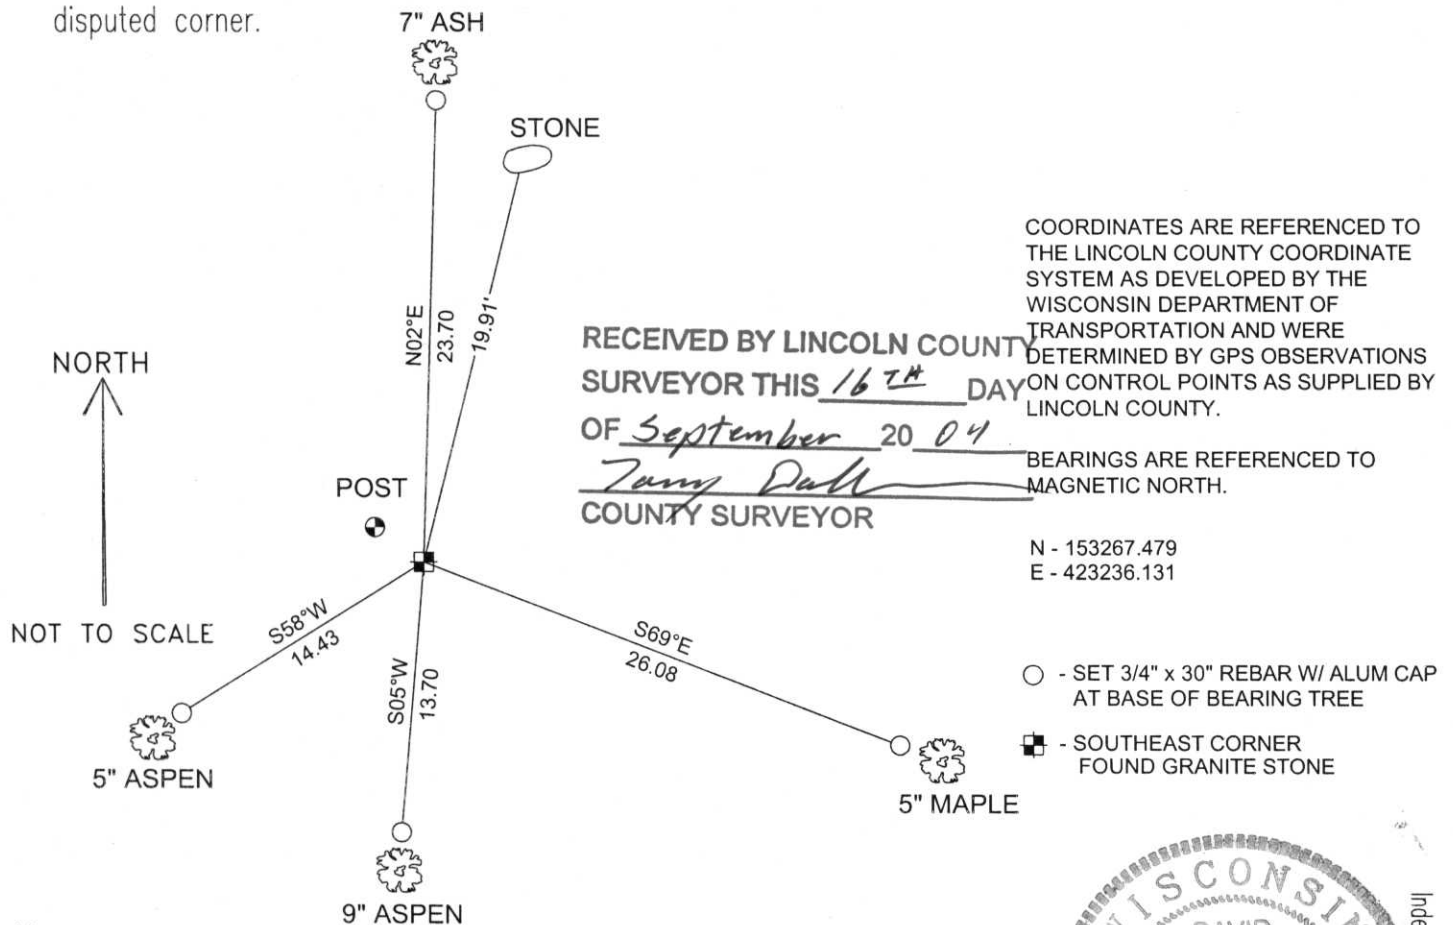 disputed corner.
7" ASH
STONE
N02°E
23.70
19.91'
NORTH
NOT TO SCALE
POST
S58°W
14.43
S05°W
13.70
S69°E
26.08
5" ASPEN
9" ASPEN
5" MAPLE
RECEIVED BY LINCOLN COUNTY
SURVEYOR THIS 16TH DAY
OF September 2004
COUNTY SURVEYOR
COORDINATES ARE REFERENCED TO
THE LINCOLN COUNTY COORDINATE
SYSTEM AS DEVELOPED BY THE
WISCONSIN DEPARTMENT OF
TRANSPORTATION AND WERE
DETERMINED BY GPS OBSERVATIONS
ON CONTROL POINTS AS SUPPLIED BY
LINCOLN COUNTY.
BEARINGS ARE REFERENCED TO
MAGNETIC NORTH.
N - 153267.479
E - 423236.131
- SET 3/4" x 30" REBAR W/ ALUM CAP
AT BASE OF BEARING TREE
- SOUTHEAST CORNER
FOUND GRANITE STONE
WISCONSIN
Inde